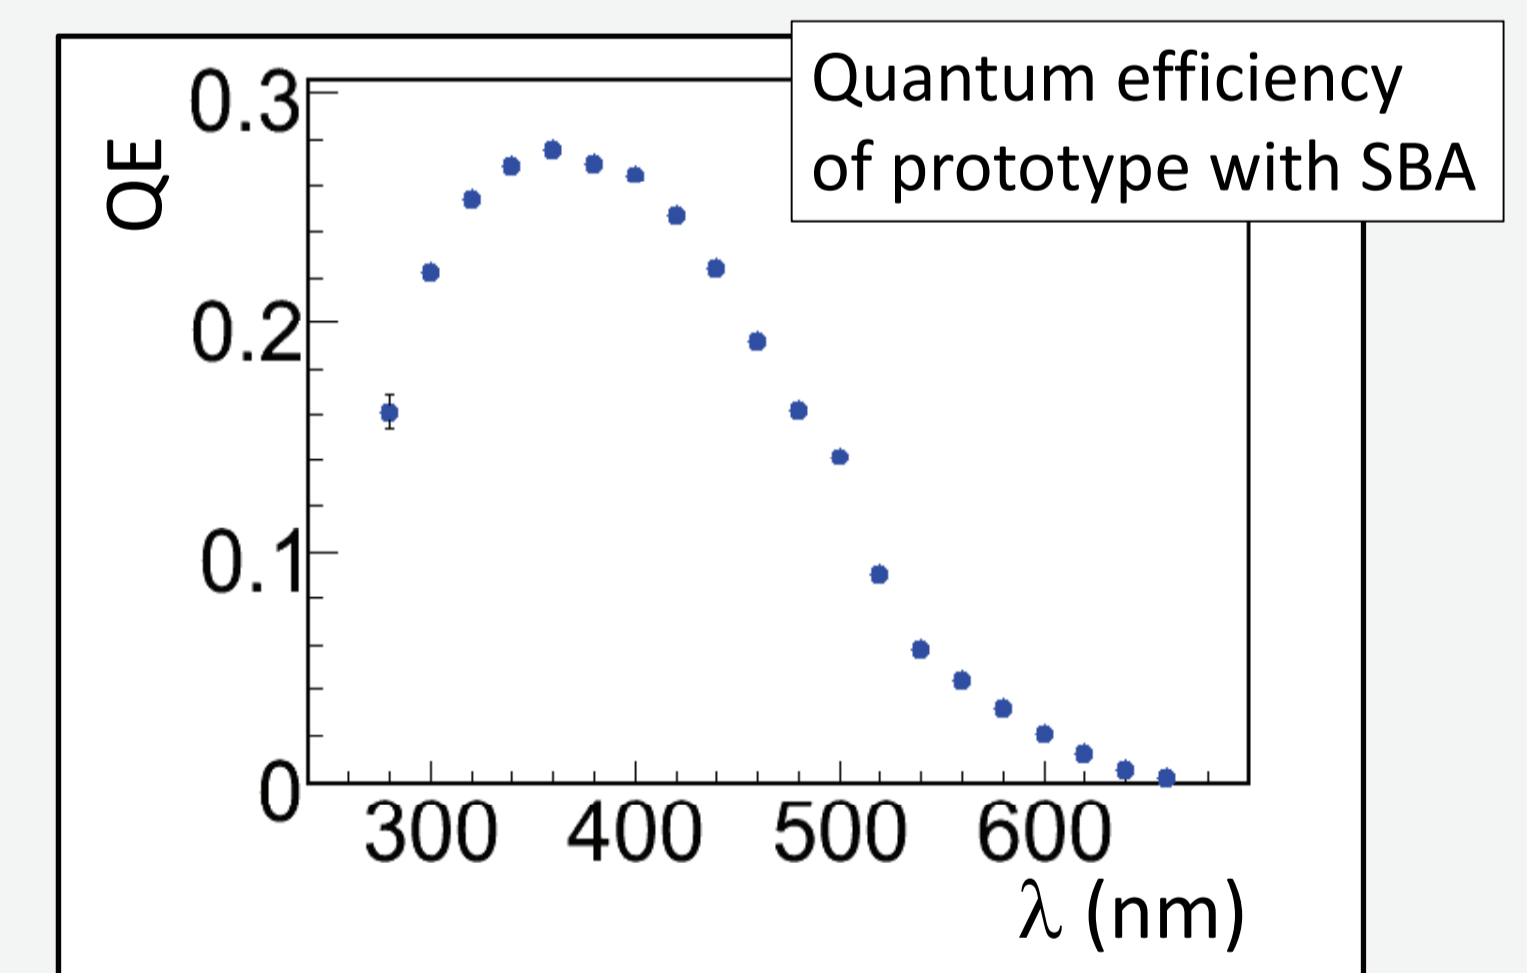 Quantum efficiency
of prototype with SBA
QE
0.3
0.2
0.1
0
300 400 500 600
λ (nm)